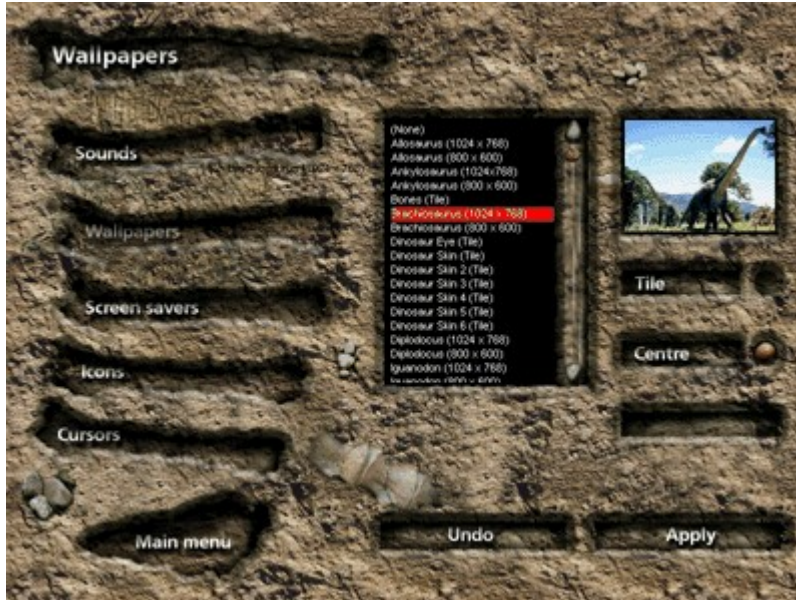 Wallpapers
Sounds
Wallpapers
Screen savers
Icons
Cursors
Main menu
(None)
Allosaurus (1024 x 768)
Allosaurus (800 x 600)
Ankylosaurus (1024x768)
Ankylosaurus (800 x 600)
Bones (Tile)
Brachiosaurus (1024 x 768)
Brachiosaurus (800 x 600)
Dinosaur Eye (Tile)
Dinosaur Skin (Tile)
Dinosaur Skin 2 (Tile)
Dinosaur Skin 3 (Tile)
Dinosaur Skin 4 (Tile)
Dinosaur Skin 5 (Tile)
Dinosaur Skin 6 (Tile)
Diplodocus (1024 x 768)
Diplodocus (800 x 600)
Iguanodon (1024 x 768)
Iguanodon (800 x 600)
Tile
Centre
Undo
Apply